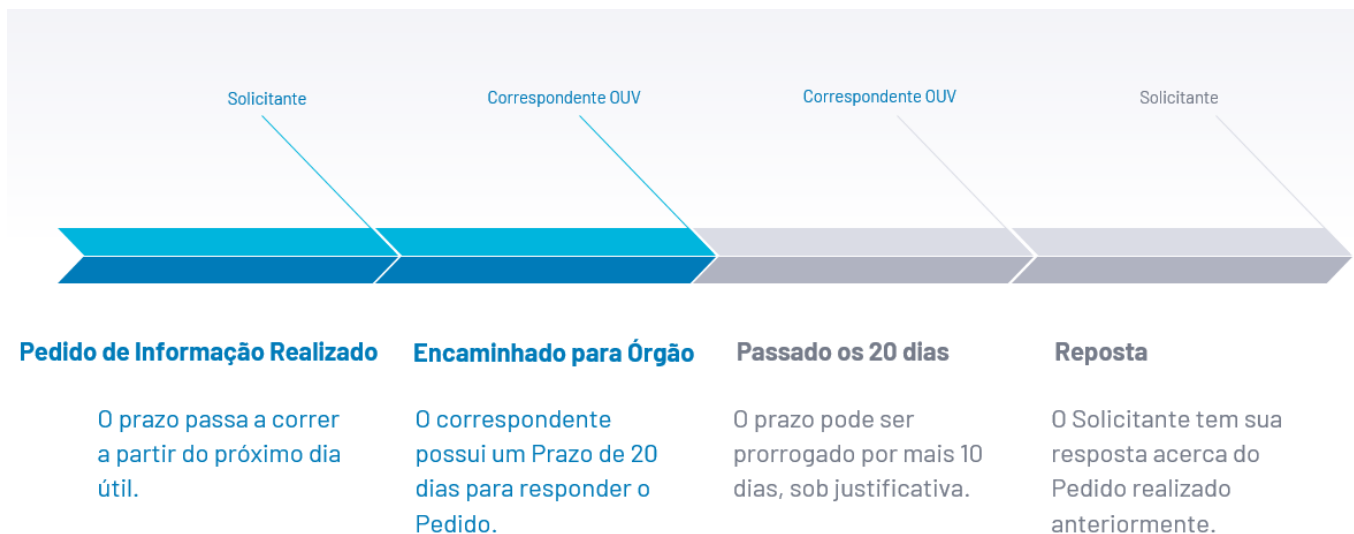 Solicitante
Correspondente OUV
Correspondente OUV
Solicitante
Pedido de Informação Realizado
O prazo passa a correr
a partir do próximo dia
útil.
Encaminhado para Órgão
O correspondente
possui um Prazo de 20
dias para responder o
Pedido.
Passado os 20 dias
O prazo pode ser
prorrogado por mais 10
dias, sob justificativa.
Reposta
O Solicitante tem sua
resposta acerca do
Pedido realizado
anteriormente.